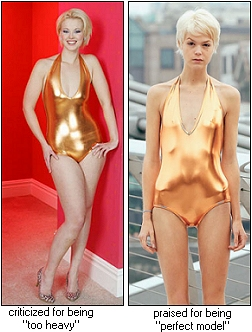 criticized for being
"too heavy"
praised for being
"perfect model"